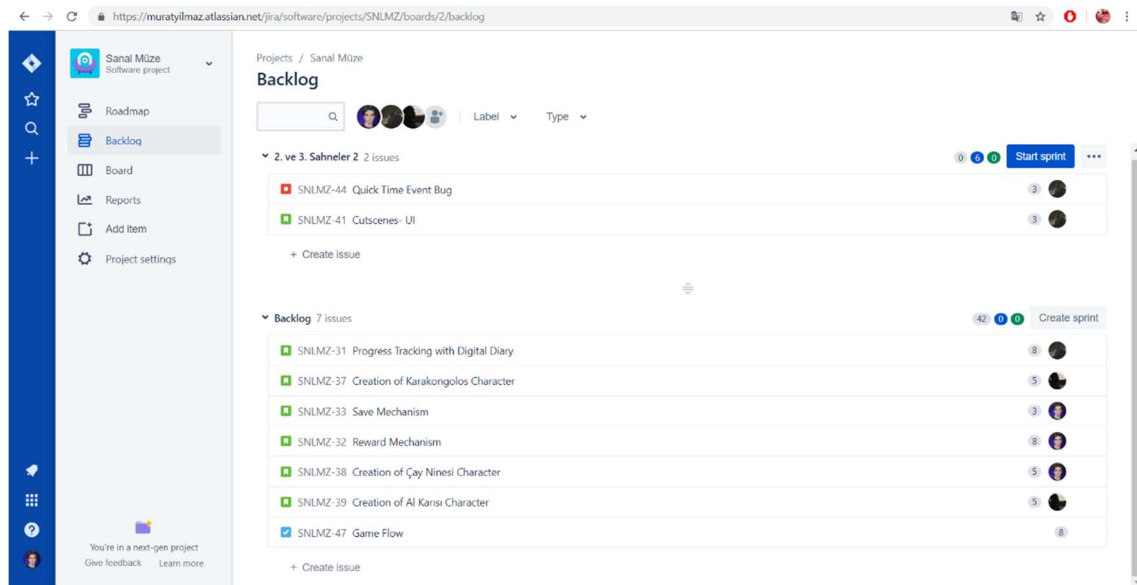 https://muratyilmaz.atlassian.net/jira/software/projects/SNLMZ/boards/2/backlog
Sanal Müze
Software project
Roadmap
Backlog
Board
Reports
Add item
Project settings
You're in a next-gen project
Give feedback Learn more
Projects / Sanal Müze
Backlog
Label Type
2. ve 3. Sahneler 2 2 issues 0 6 0 Start sprint
SNLMZ-44 Quick Time Event Bug 3
SNLMZ-41 Cutscenes- UI 3
+ Create issue
Backlog 7 issues 42 0 0 Create sprint
SNLMZ-31 Progress Tracking with Digital Diary 8
SNLMZ-37 Creation of Karakongolos Character 5
SNLMZ-33 Save Mechanism 3
SNLMZ-32 Reward Mechanism 8
SNLMZ-38 Creation of Çay Ninesi Character 5
SNLMZ-39 Creation of Al Karısı Character 5
SNLMZ-47 Game Flow 8
+ Create issue